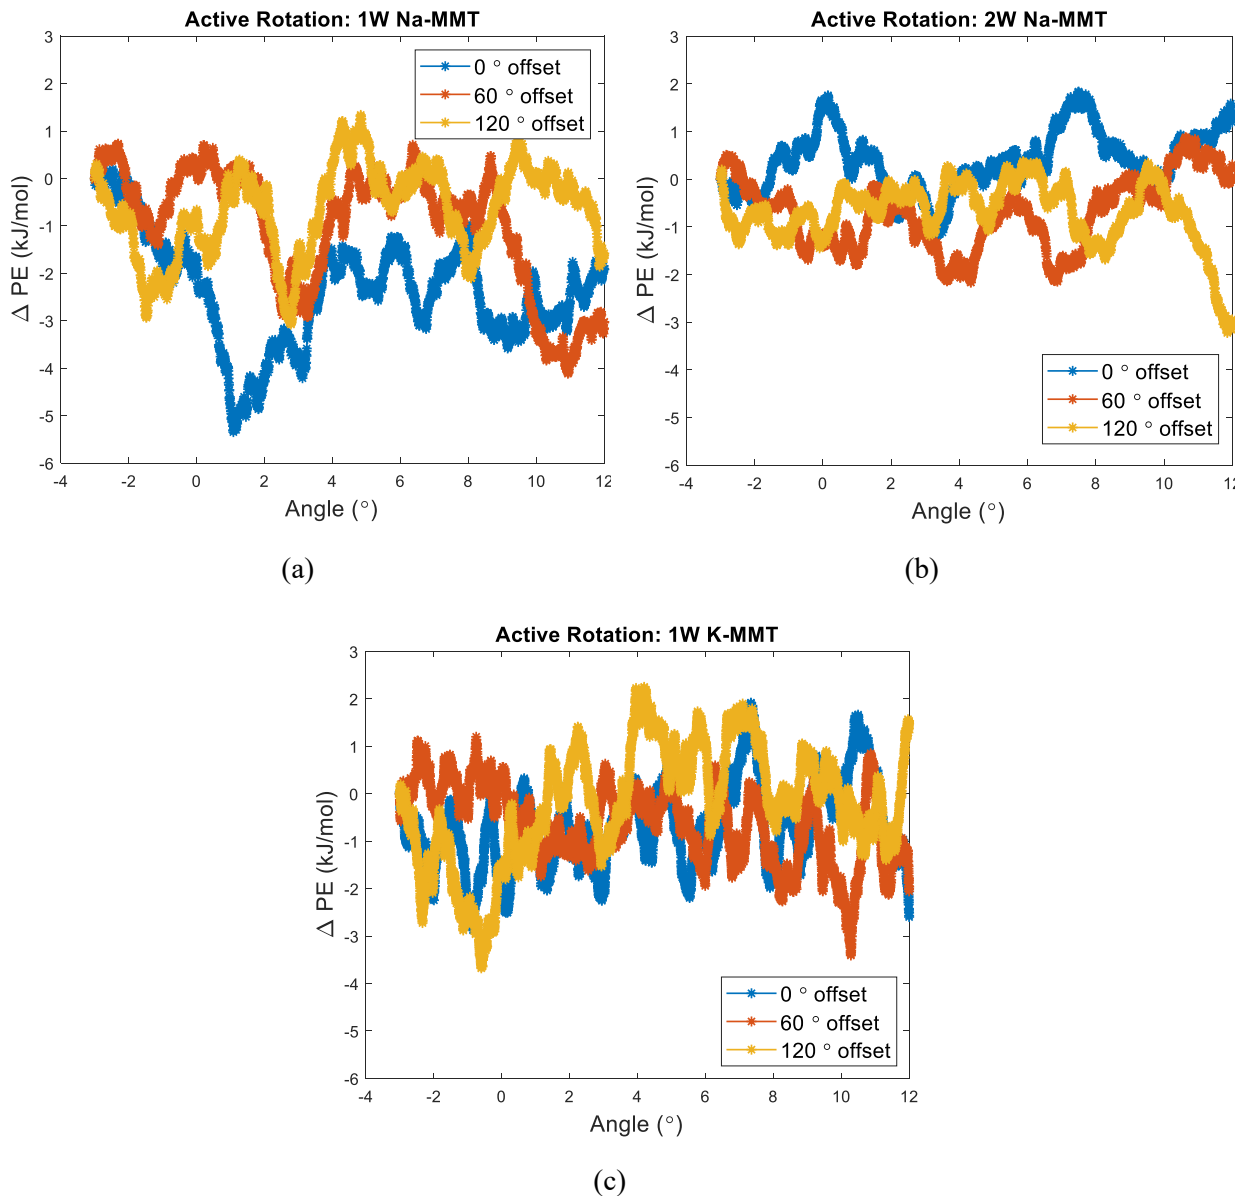 Active Rotation: 1W Na-MMT
3
2
1
0
-1
-2
-3
-4
-5
-6
-4
-2
0
2
4
6
8
10
12
Δ PE (kJ/mol)
Angle (°)
0 ° offset
60 ° offset
120 ° offset
(a)
Active Rotation: 2W Na-MMT
3
2
1
0
-1
-2
-3
-4
-5
-6
-4
-2
0
2
4
6
8
10
12
Δ PE (kJ/mol)
Angle (°)
0 ° offset
60 ° offset
120 ° offset
(b)
Active Rotation: 1W K-MMT
3
2
1
0
-1
-2
-3
-4
-5
-6
-4
-2
0
2
4
6
8
10
12
Δ PE (kJ/mol)
Angle (°)
0 ° offset
60 ° offset
120 ° offset
(c)